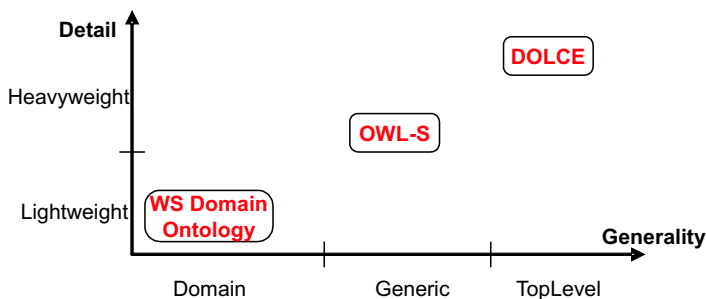 Detail
DOLCE
Heavyweight
OWL-S
Lightweight
WS Domain
Ontology
Generality
Domain
Generic
TopLevel